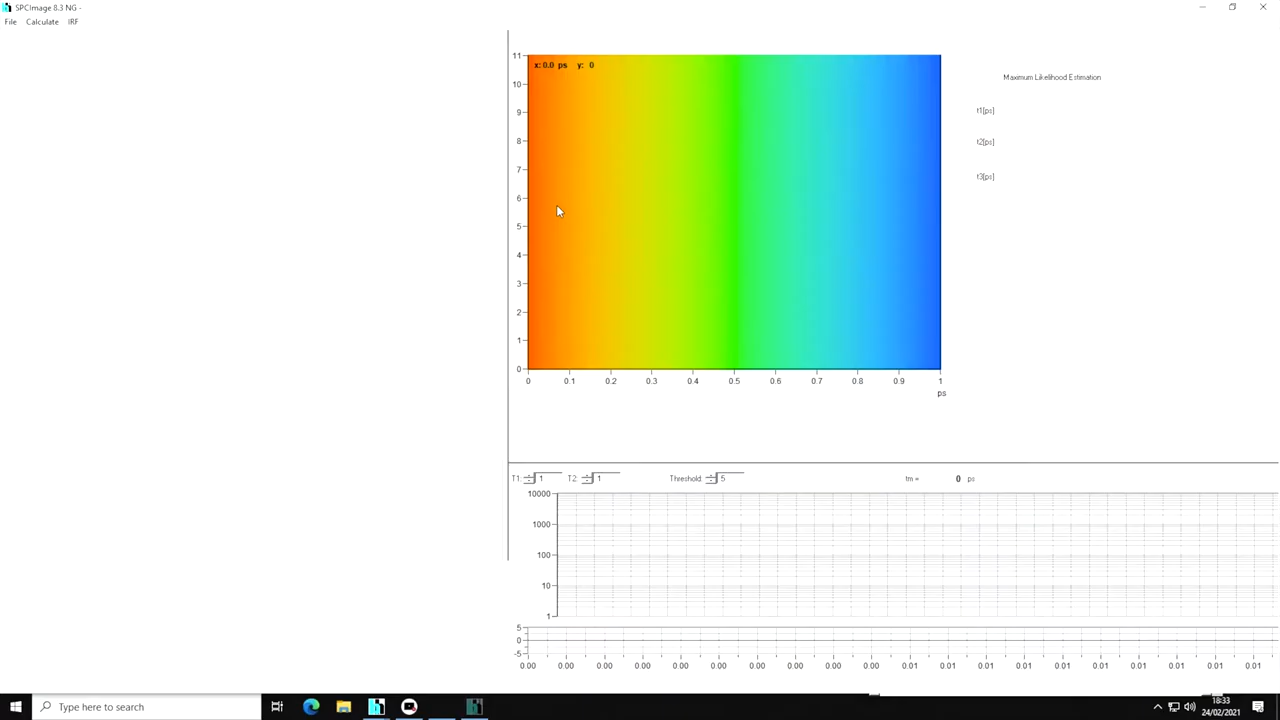 SPCImage 8.3 NG -
File Calculate IRF
11
x:0.0 ps y: 0
10
9
8
7
6
5
4
3
2
1
0
0 0.1 0.2 0.3 0.4 0.5 0.6 0.7 0.8 0.9 1
ps
Maximum Likelihood Estimation
t1[ps]
t2[ps]
t3[ps]
T1: 1 T2: 1 Threshold: 5 tm = 0 ps
10000
1000
100
10
1
5
0
-5
0.00 0.00 0.00 0.00 0.00 0.00 0.00 0.00 0.00 0.00 0.01 0.01 0.01 0.01 0.01 0.01 0.01 0.01 0.01 0.01
Type here to search
18:33
24/02/2021